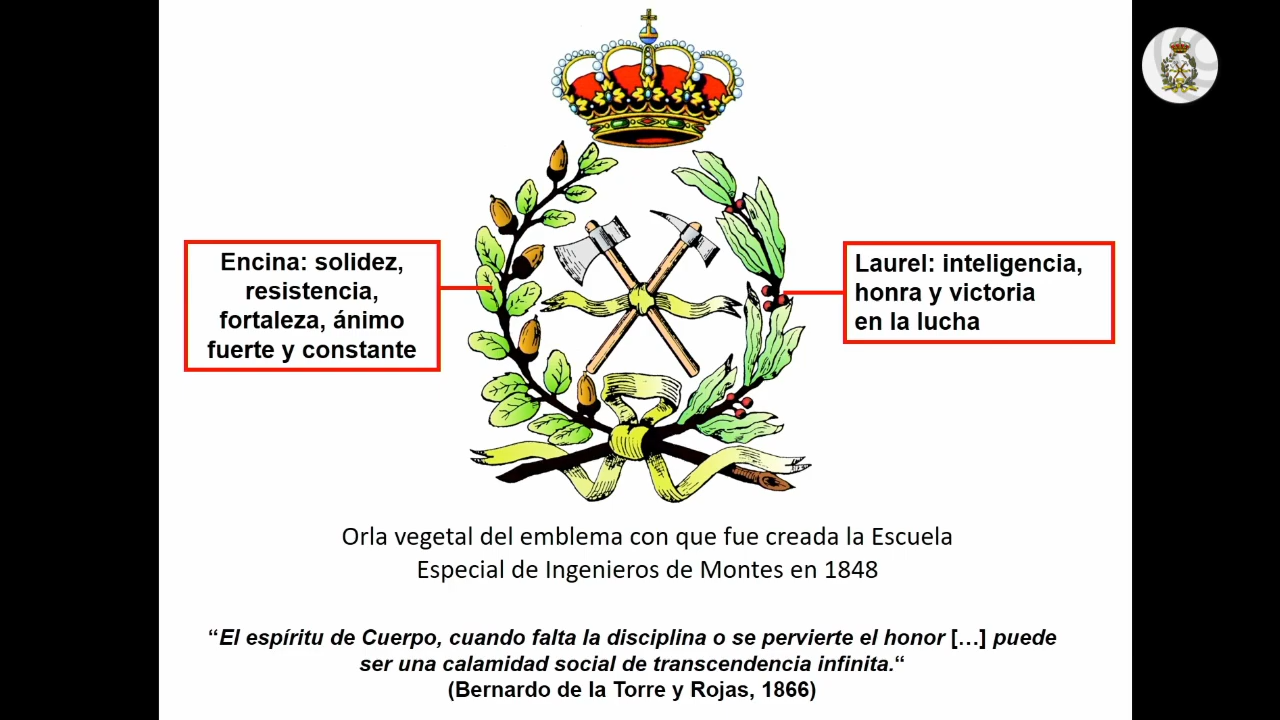 Encina: solidez,
resistencia,
fortaleza, ánimo
fuerte y constante
Laurel: inteligencia,
honra y victoria
en la lucha
Orla vegetal del emblema con que fue creada la Escuela
Especial de Ingenieros de Montes en 1848
“El espíritu de Cuerpo, cuando falta la disciplina o se pervierte el honor […] puede
ser una calamidad social de transcendencia infinita.“
(Bernardo de la Torre y Rojas, 1866)